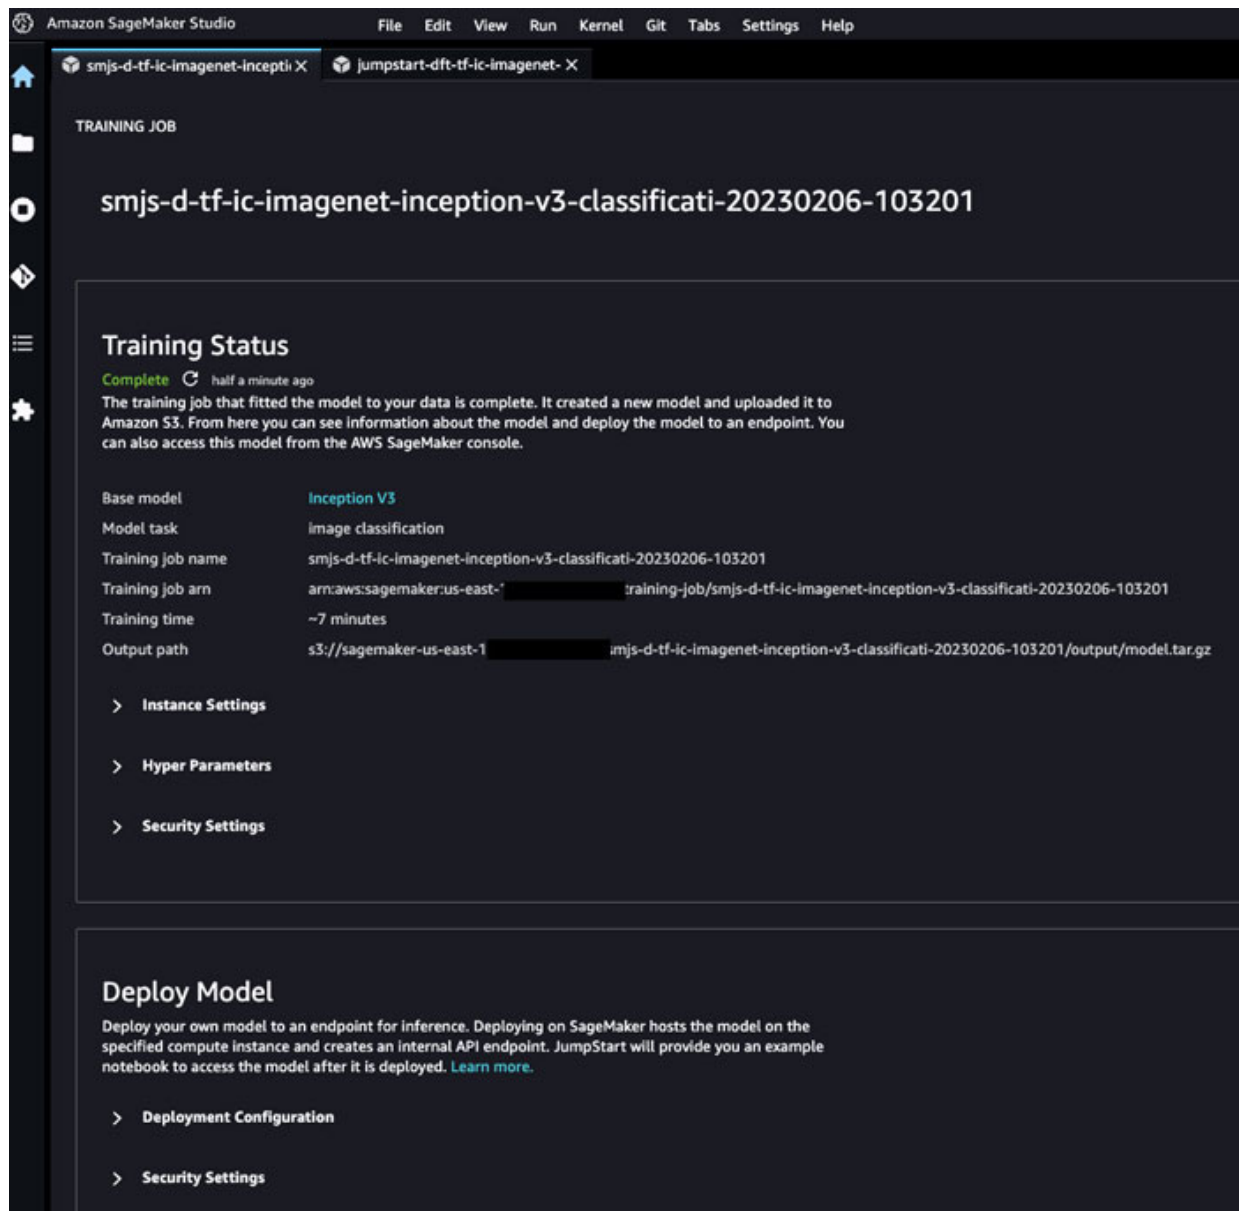 Amazon SageMaker Studio File Edit View Run Kernel Git Tabs Settings Help
smjs-d-tf-ic-imagenet-incepti jumpstart-dft-tf-ic-imagenet-
TRAINING JOB
smjs-d-tf-ic-imagenet-inception-v3-classificati-20230206-103201
Training Status
Complete half a minute ago
The training job that fitted the model to your data is complete. It created a new model and uploaded it to
Amazon S3. From here you can see information about the model and deploy the model to an endpoint. You
can also access this model from the AWS SageMaker console.
Base model Inception V3
Model task image classification
Training job name smjs-d-tf-ic-imagenet-inception-v3-classificati-20230206-103201
Training job arn arn:aws:sagemaker:us-east- :raining-job/smjs-d-tf-ic-imagenet-inception-v3-classificati-20230206-103201
Training time ~7 minutes
Output path s3://sagemaker-us-east-1 mjs-d-tf-ic-imagenet-inception-v3-classificati-20230206-103201/output/model.tar.gz
Instance Settings
Hyper Parameters
Security Settings
Deploy Model
Deploy your own model to an endpoint for inference. Deploying on SageMaker hosts the model on the
specified compute instance and creates an internal API endpoint. JumpStart will provide you an example
notebook to access the model after it is deployed. Learn more.
Deployment Configuration
Security Settings